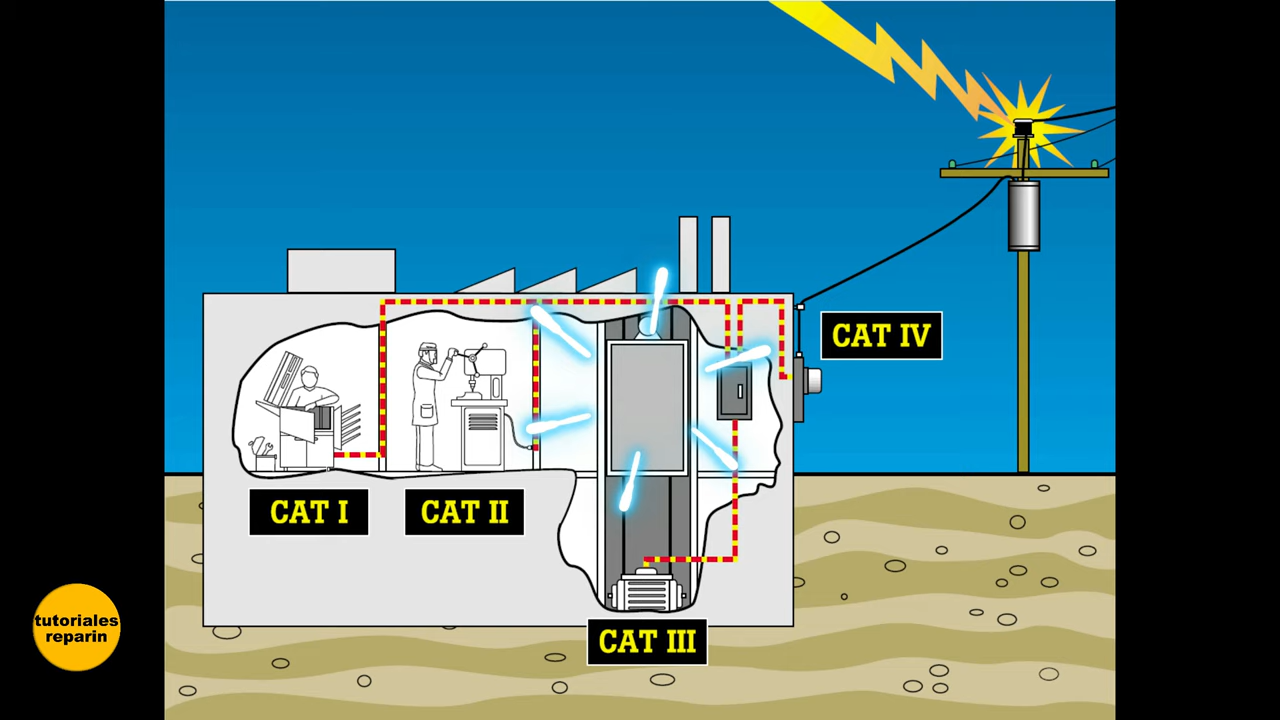 CAT IV
CAT I
CAT II
CAT III
tutoriales
reparin